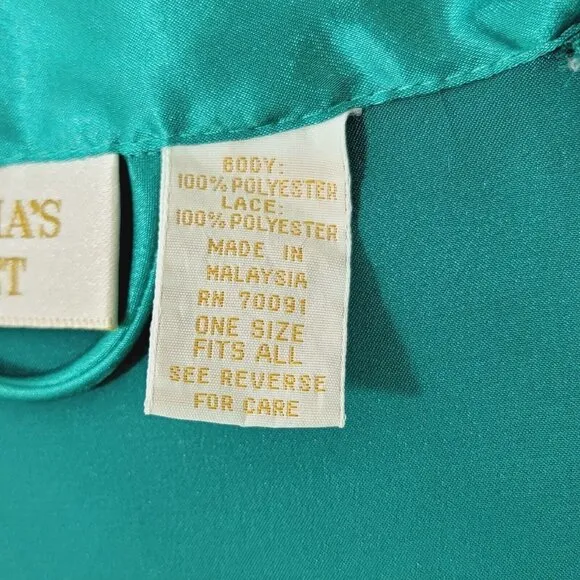 IA'S
ET
BODY:
100% POLYESTER
LACE:
100% POLYESTER
MADE IN
MALAYSIA
RN 70091
ONE SIZE
FITS ALL
SEE REVERSE
FOR CARE